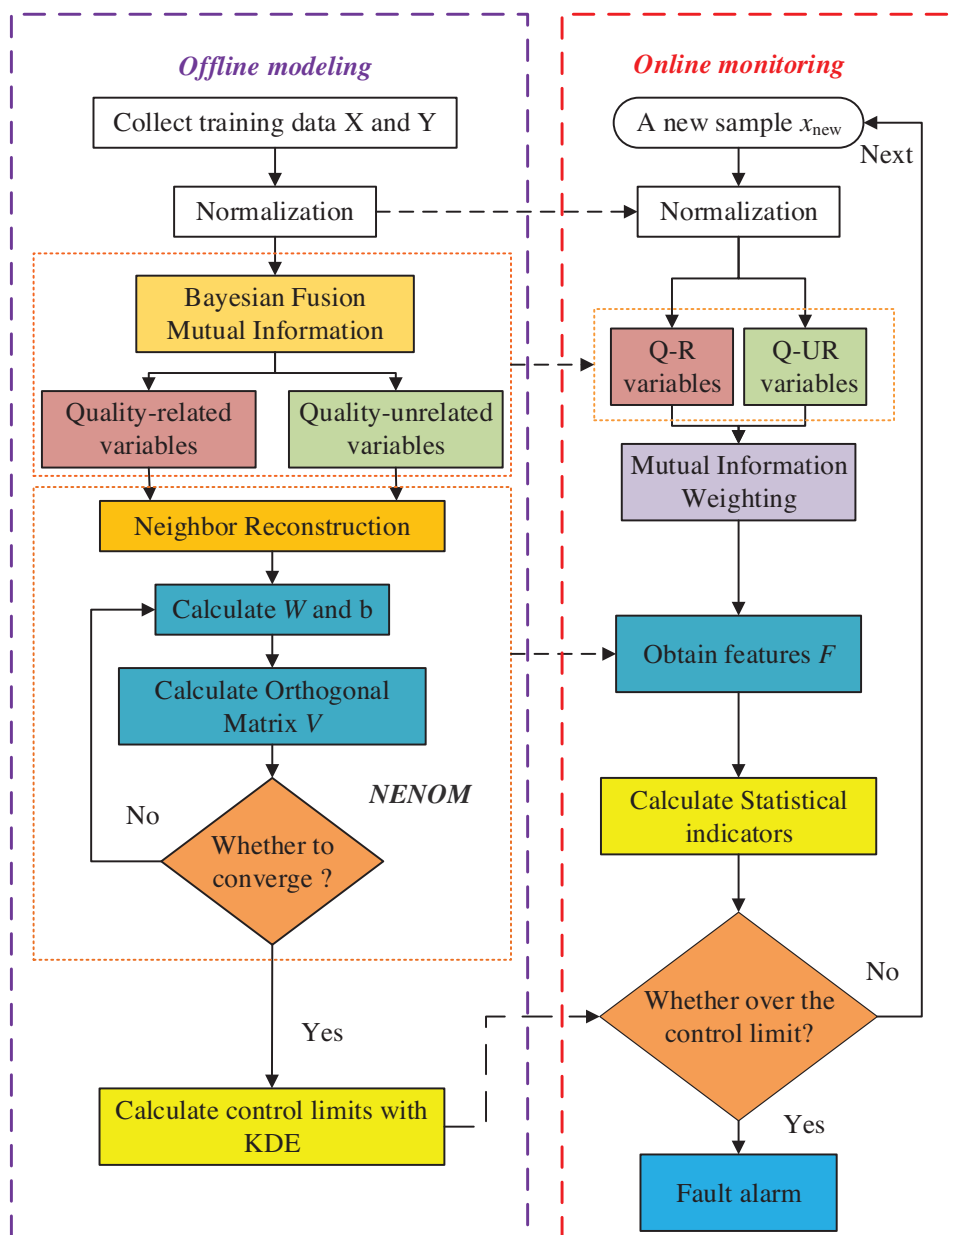 Offline modeling
Collect training data X and Y
Normalization
Bayesian Fusion
Mutual Information
Quality-related
variables
Quality-unrelated
variables
Neighbor Reconstruction
Calculate W and b
Calculate Orthogonal
Matrix V
NENOM
No
Whether to
converge ?
Yes
Calculate control limits with
KDE
Online monitoring
A new sample xnew
Next
Normalization
Q-R
variables
Q-UR
variables
Mutual Information
Weighting
Obtain features F
Calculate Statistical
indicators
No
Whether over the
control limit?
Yes
Fault alarm